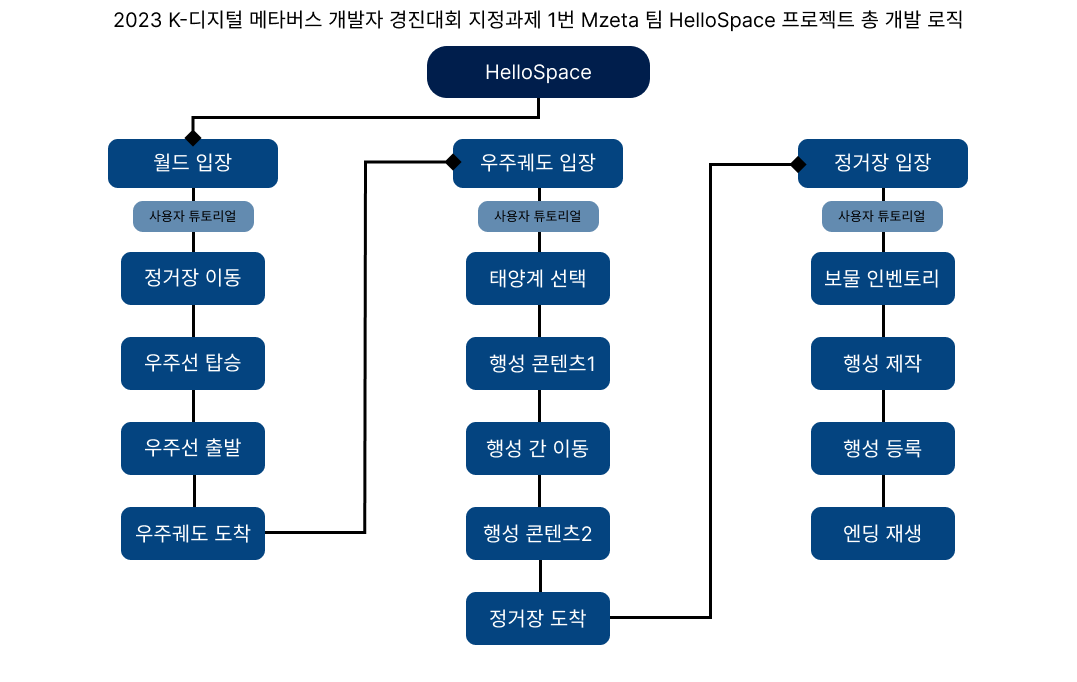 2023 K-디지털 메타버스 개발자 경진대회 지정과제 1번 Mzeta 팀 HelloSpace 프로젝트 총 개발 로직
HelloSpace
월드 입장
사용자 튜토리얼
정거장 이동
우주선 탑승
우주선 출발
우주궤도 도착
우주궤도 입장
사용자 튜토리얼
태양계 선택
행성 콘텐츠1
행성 간 이동
행성 콘텐츠2
정거장 도착
정거장 입장
사용자 튜토리얼
보물 인벤토리
행성 제작
행성 등록
엔딩 재생